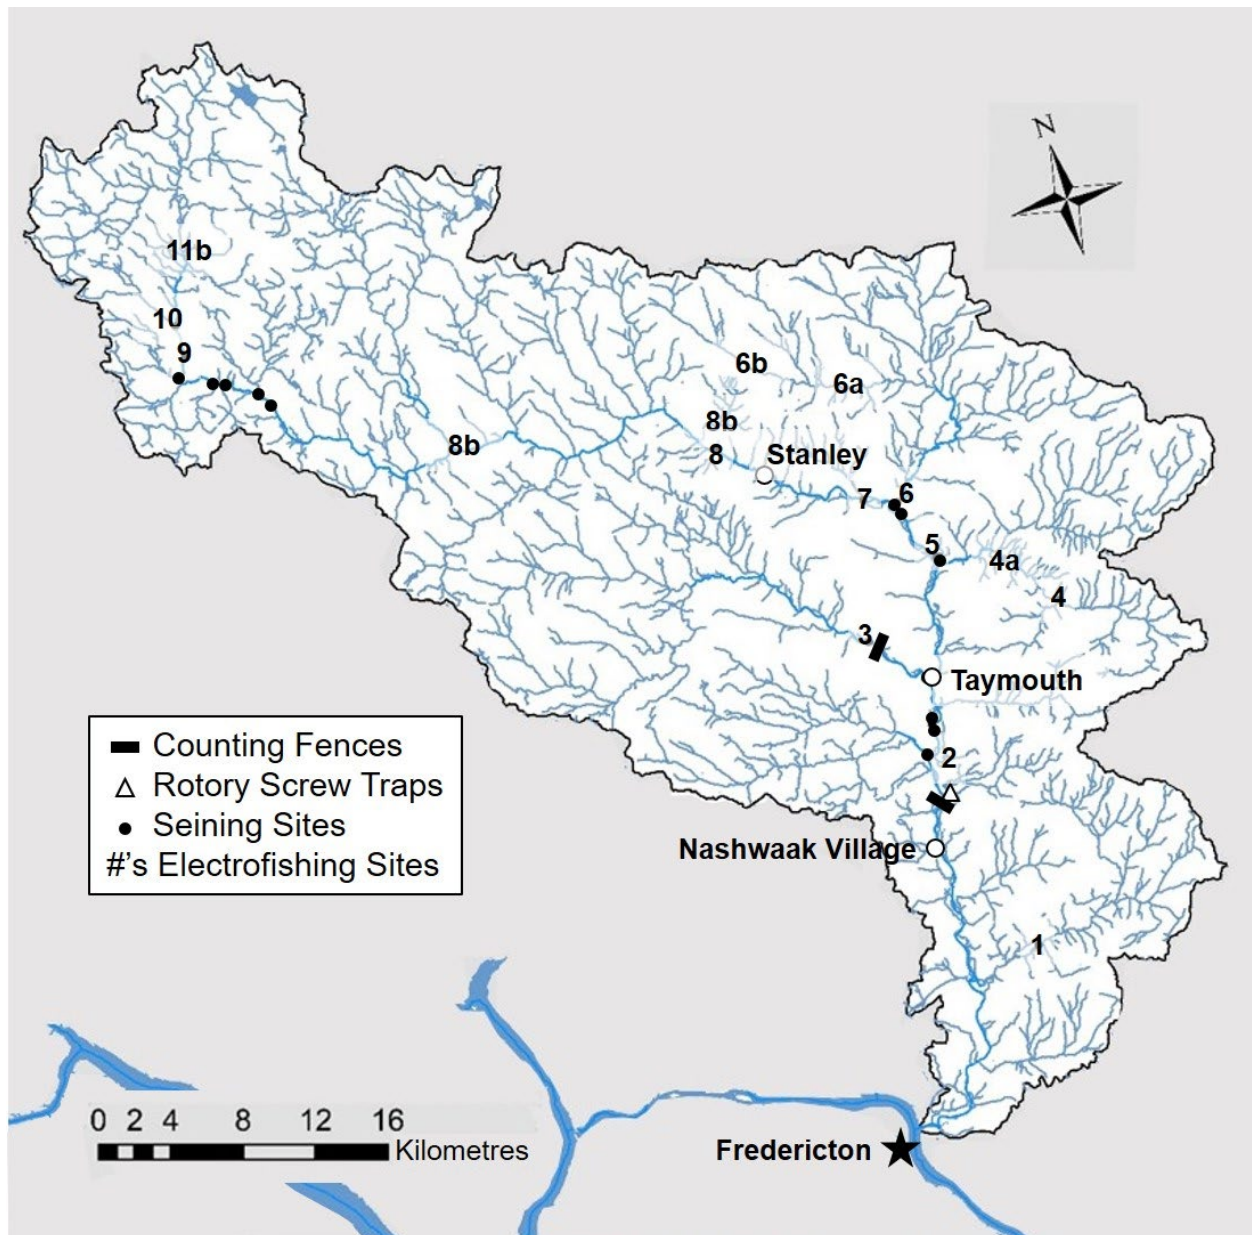 N
11b
10
9
6b
6a
8b
8b
8
Stanley
7
6
5
4a
4
3
Taymouth
2
Counting Fences
Rotory Screw Traps
Seining Sites
#'s Electrofishing Sites
Nashwaak Village
1
0 2 4 8 12 16
Kilometres
Fredericton